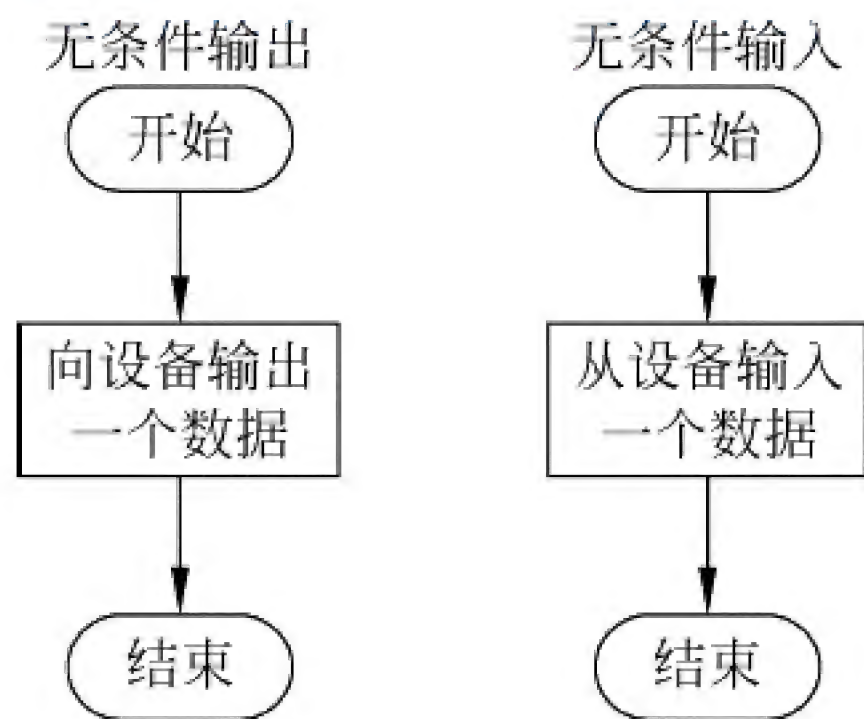 无条件输出
开始
向设备输出
一个数据
结束
无条件输入
开始
从设备输入
一个数据
结束